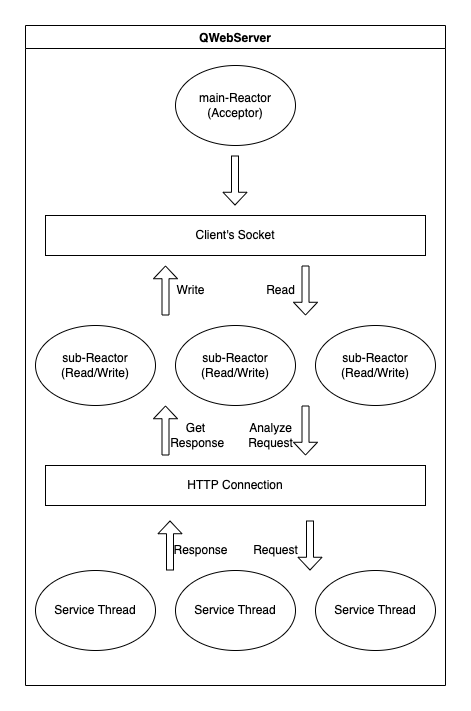 QWebServer
main-Reactor
(Acceptor)
Client's Socket
Write
Read
sub-Reactor
(Read/Write)
sub-Reactor
(Read/Write)
sub-Reactor
(Read/Write)
Get
Response
Analyze
Request
HTTP Connection
Response
Request
Service Thread
Service Thread
Service Thread